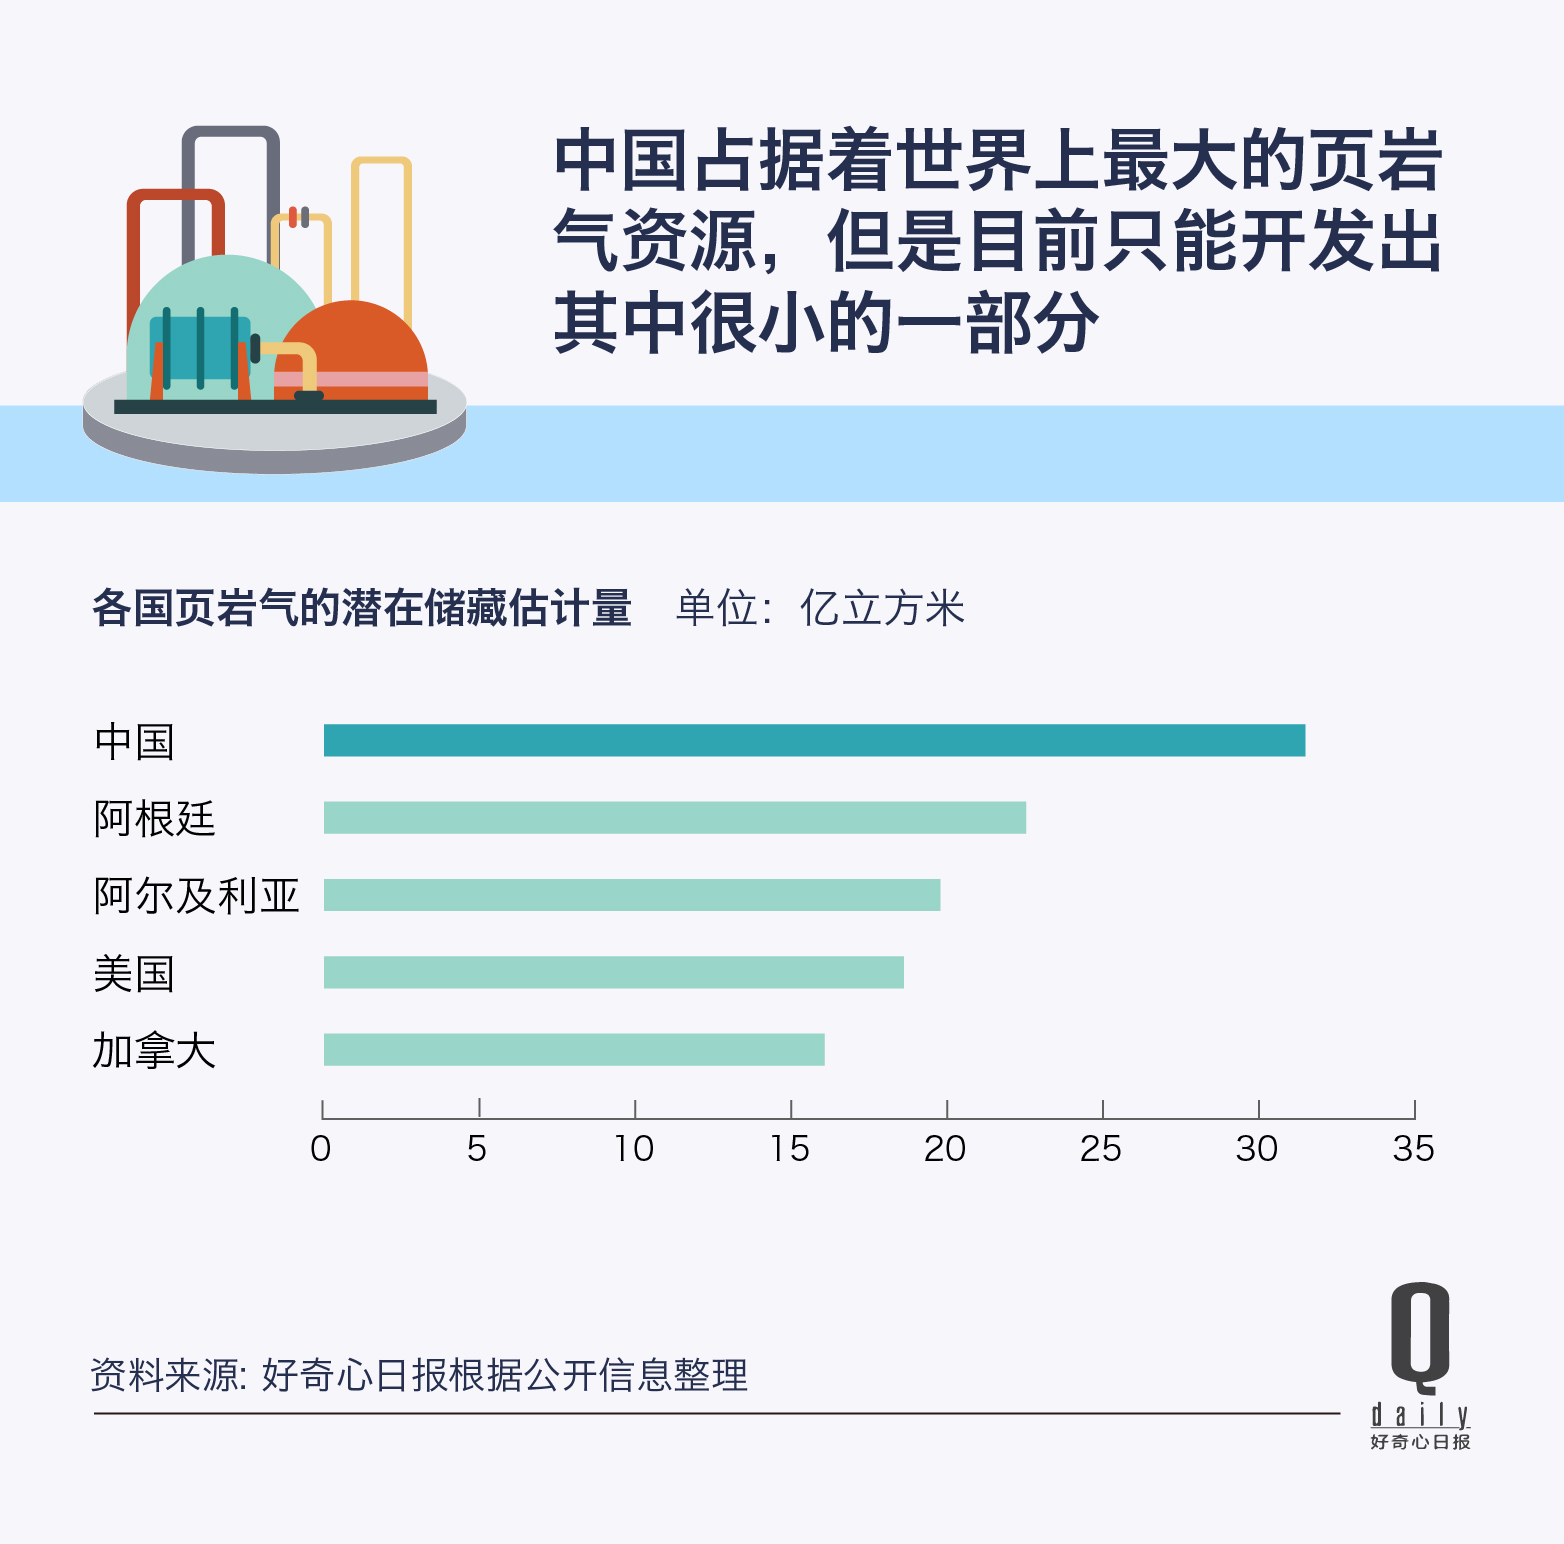 中国占据着世界上最大的页岩
气资源，但是目前只能开发出
其中很小的一部分
各国页岩气的潜在储藏估计量 单位：亿立方米
中国
阿根廷
阿尔及利亚
美国
加拿大
0 5 10 15 20 25 30 35
资料来源: 好奇心日报根据公开信息整理
Q
daily
好奇心日报